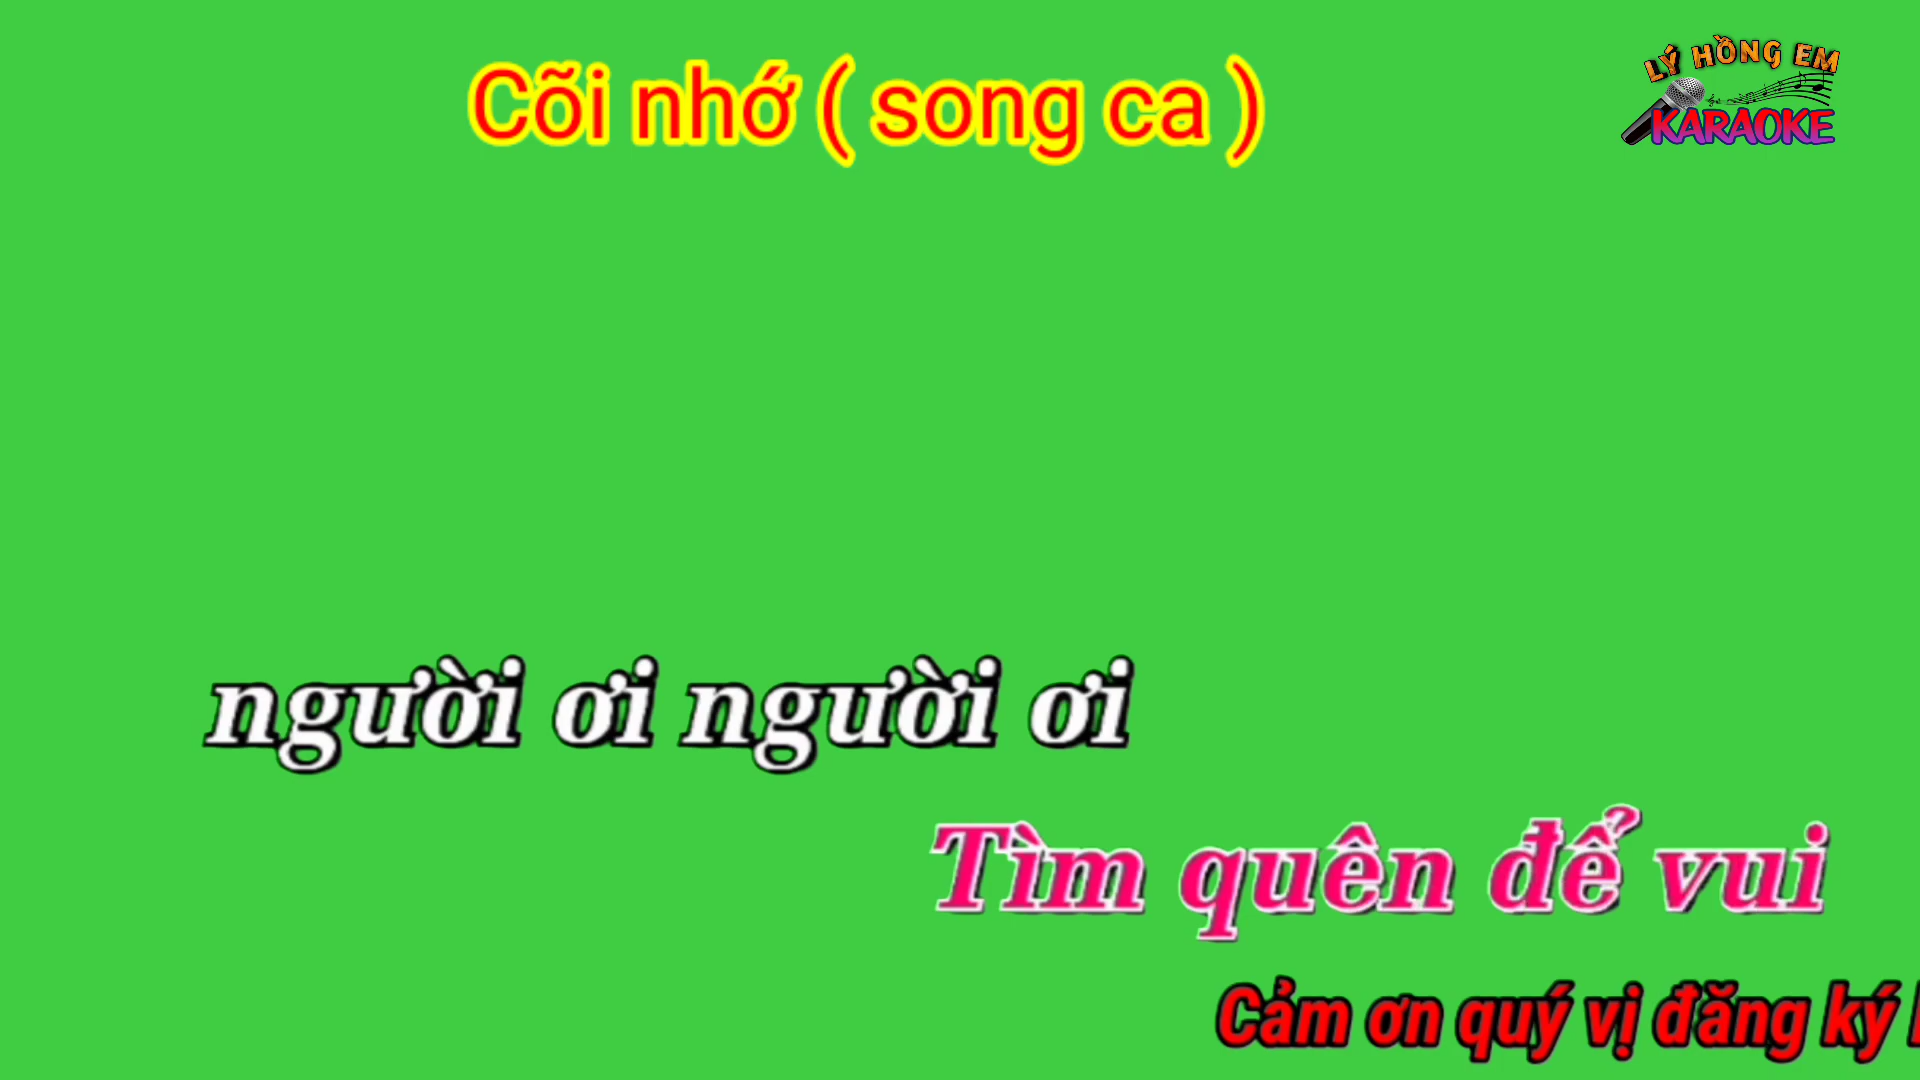 Cõi nhớ ( song ca )
LÝ HỒNG EM
KARAOKE
người ơi người ơi
Tìm quên để vui
Cảm ơn quý vị đăng ký